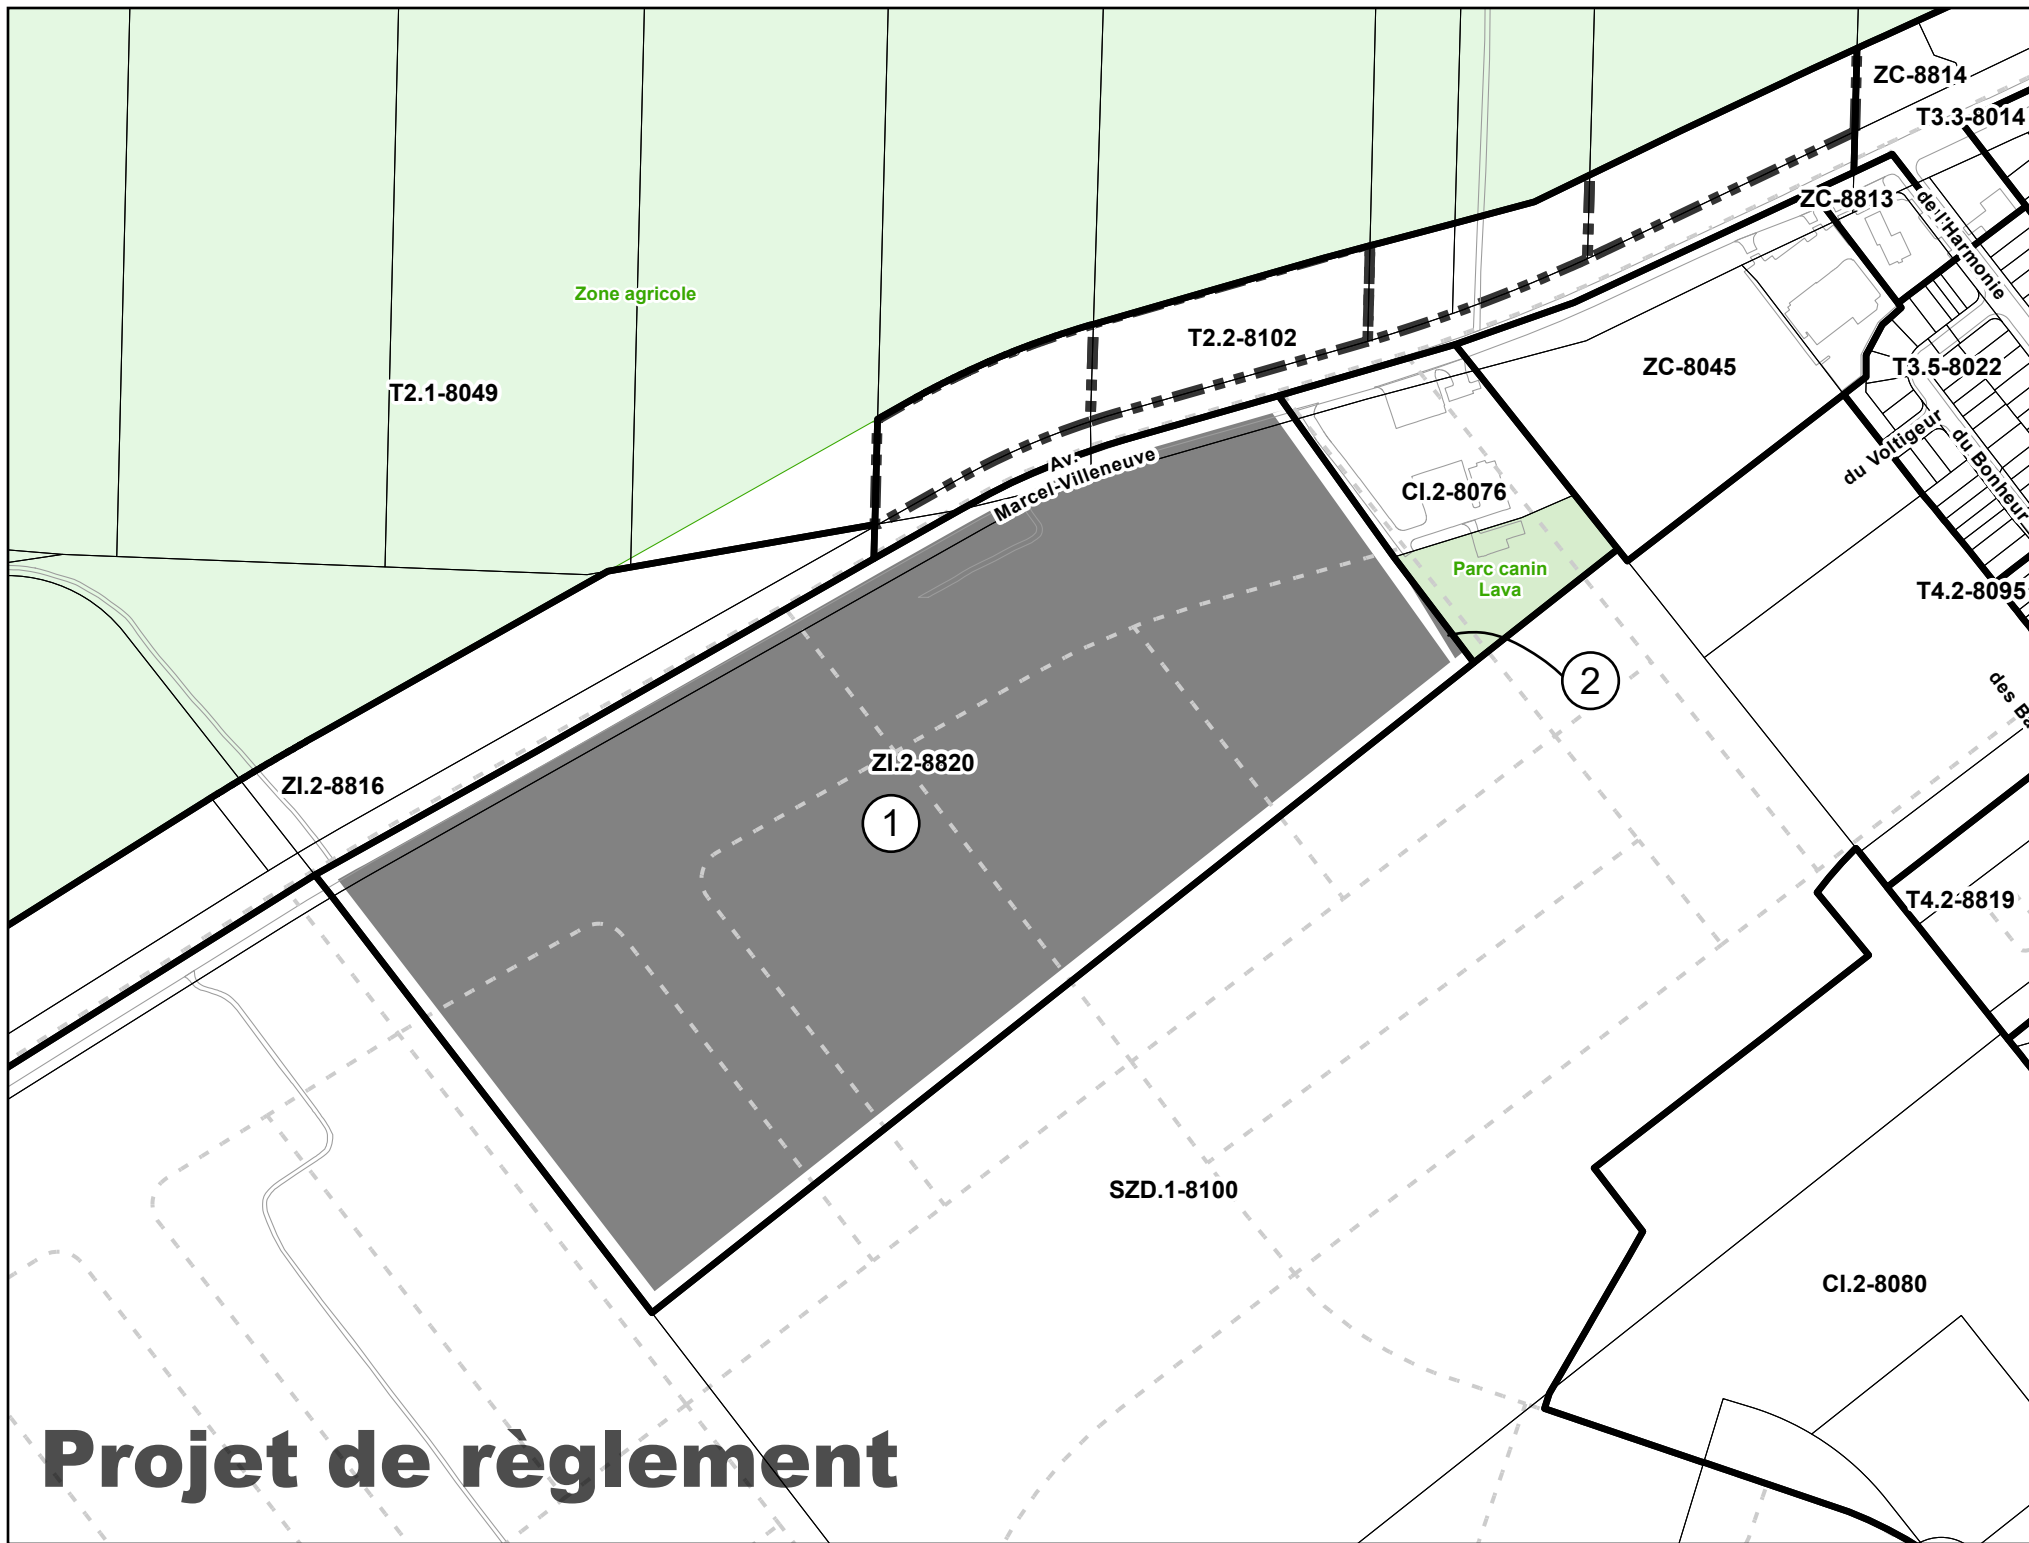 ZC-8814
T3.3-8014
ZC-8813
de l'Harmonie
Zone agricole
T2.2-8102
T2.1-8049
ZC-8045
T3.5-8022
du Voltigeur
du Bonheur
Av.
Marcel-Villeneuve
CI.2-8076
Parc canin
Lava
T4.2-8095
2
des
ZI.2-8820
ZI.2-8816
1
T4.2-8819
SZD.1-8100
CI.2-8080
Projet de règlement